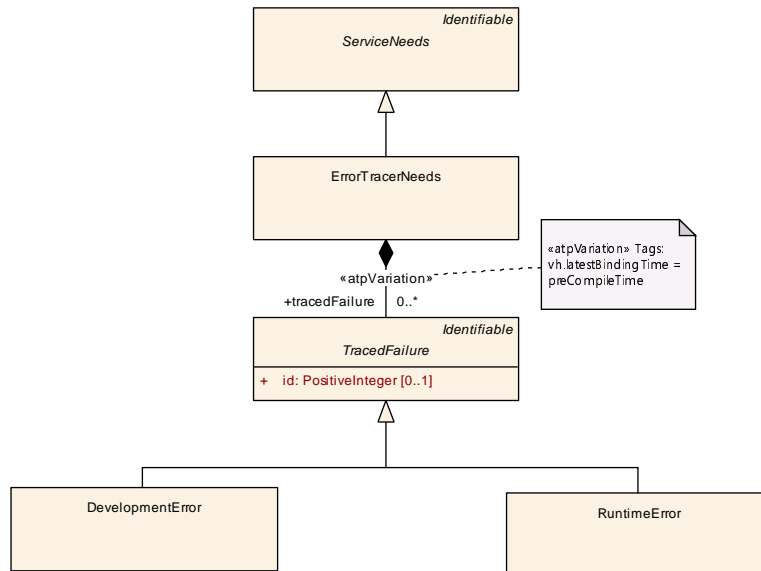 Identifiable
ServiceNeeds
ErrorTracerNeeds
«atpVariation» Tags:
vh.latestBindingTime =
preCompileTime
«atpVariation»
+tracedFailure 0..*
Identifiable
TracedFailure
+ id: PositiveInteger [0..1]
DevelopmentError
RuntimeError